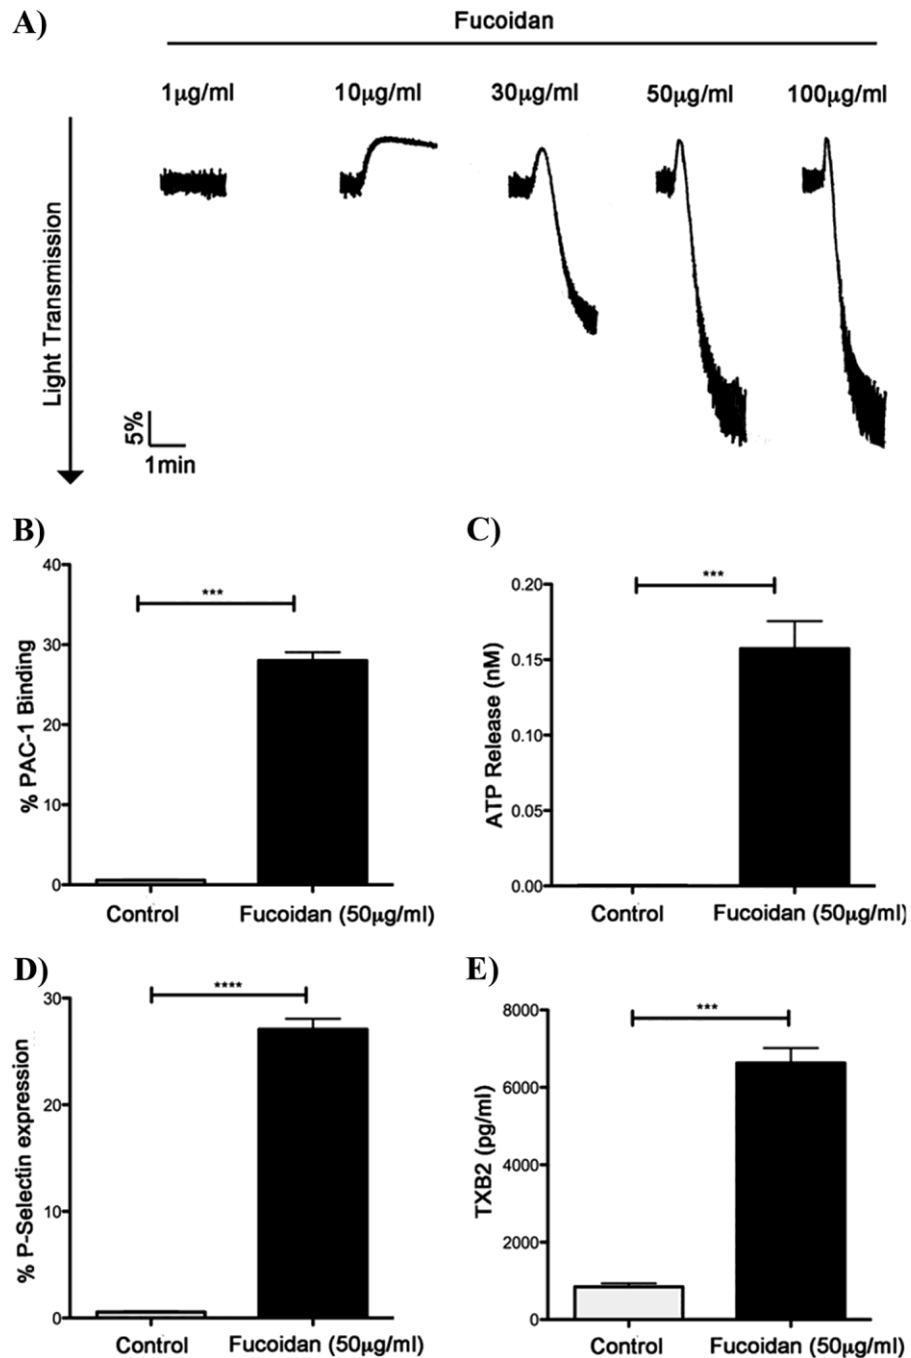 A)
Fucoidan
1μg/ml 10μg/ml 30μg/ml 50μg/ml 100μg/ml
Light Transmission
5%
1min
B)
% PAC-1 Binding
40
30
20
10
0
***
Control Fucoidan (50μg/ml)
C)
ATP Release (nM)
0.20
0.15
0.10
0.05
0.00
***
Control Fucoidan (50μg/ml)
D)
% P-Selectin expression
30
20
10
0
****
Control Fucoidan (50μg/ml)
E)
TXB2 (pg/ml)
8000
6000
4000
2000
0
***
Control Fucoidan (50μg/ml)